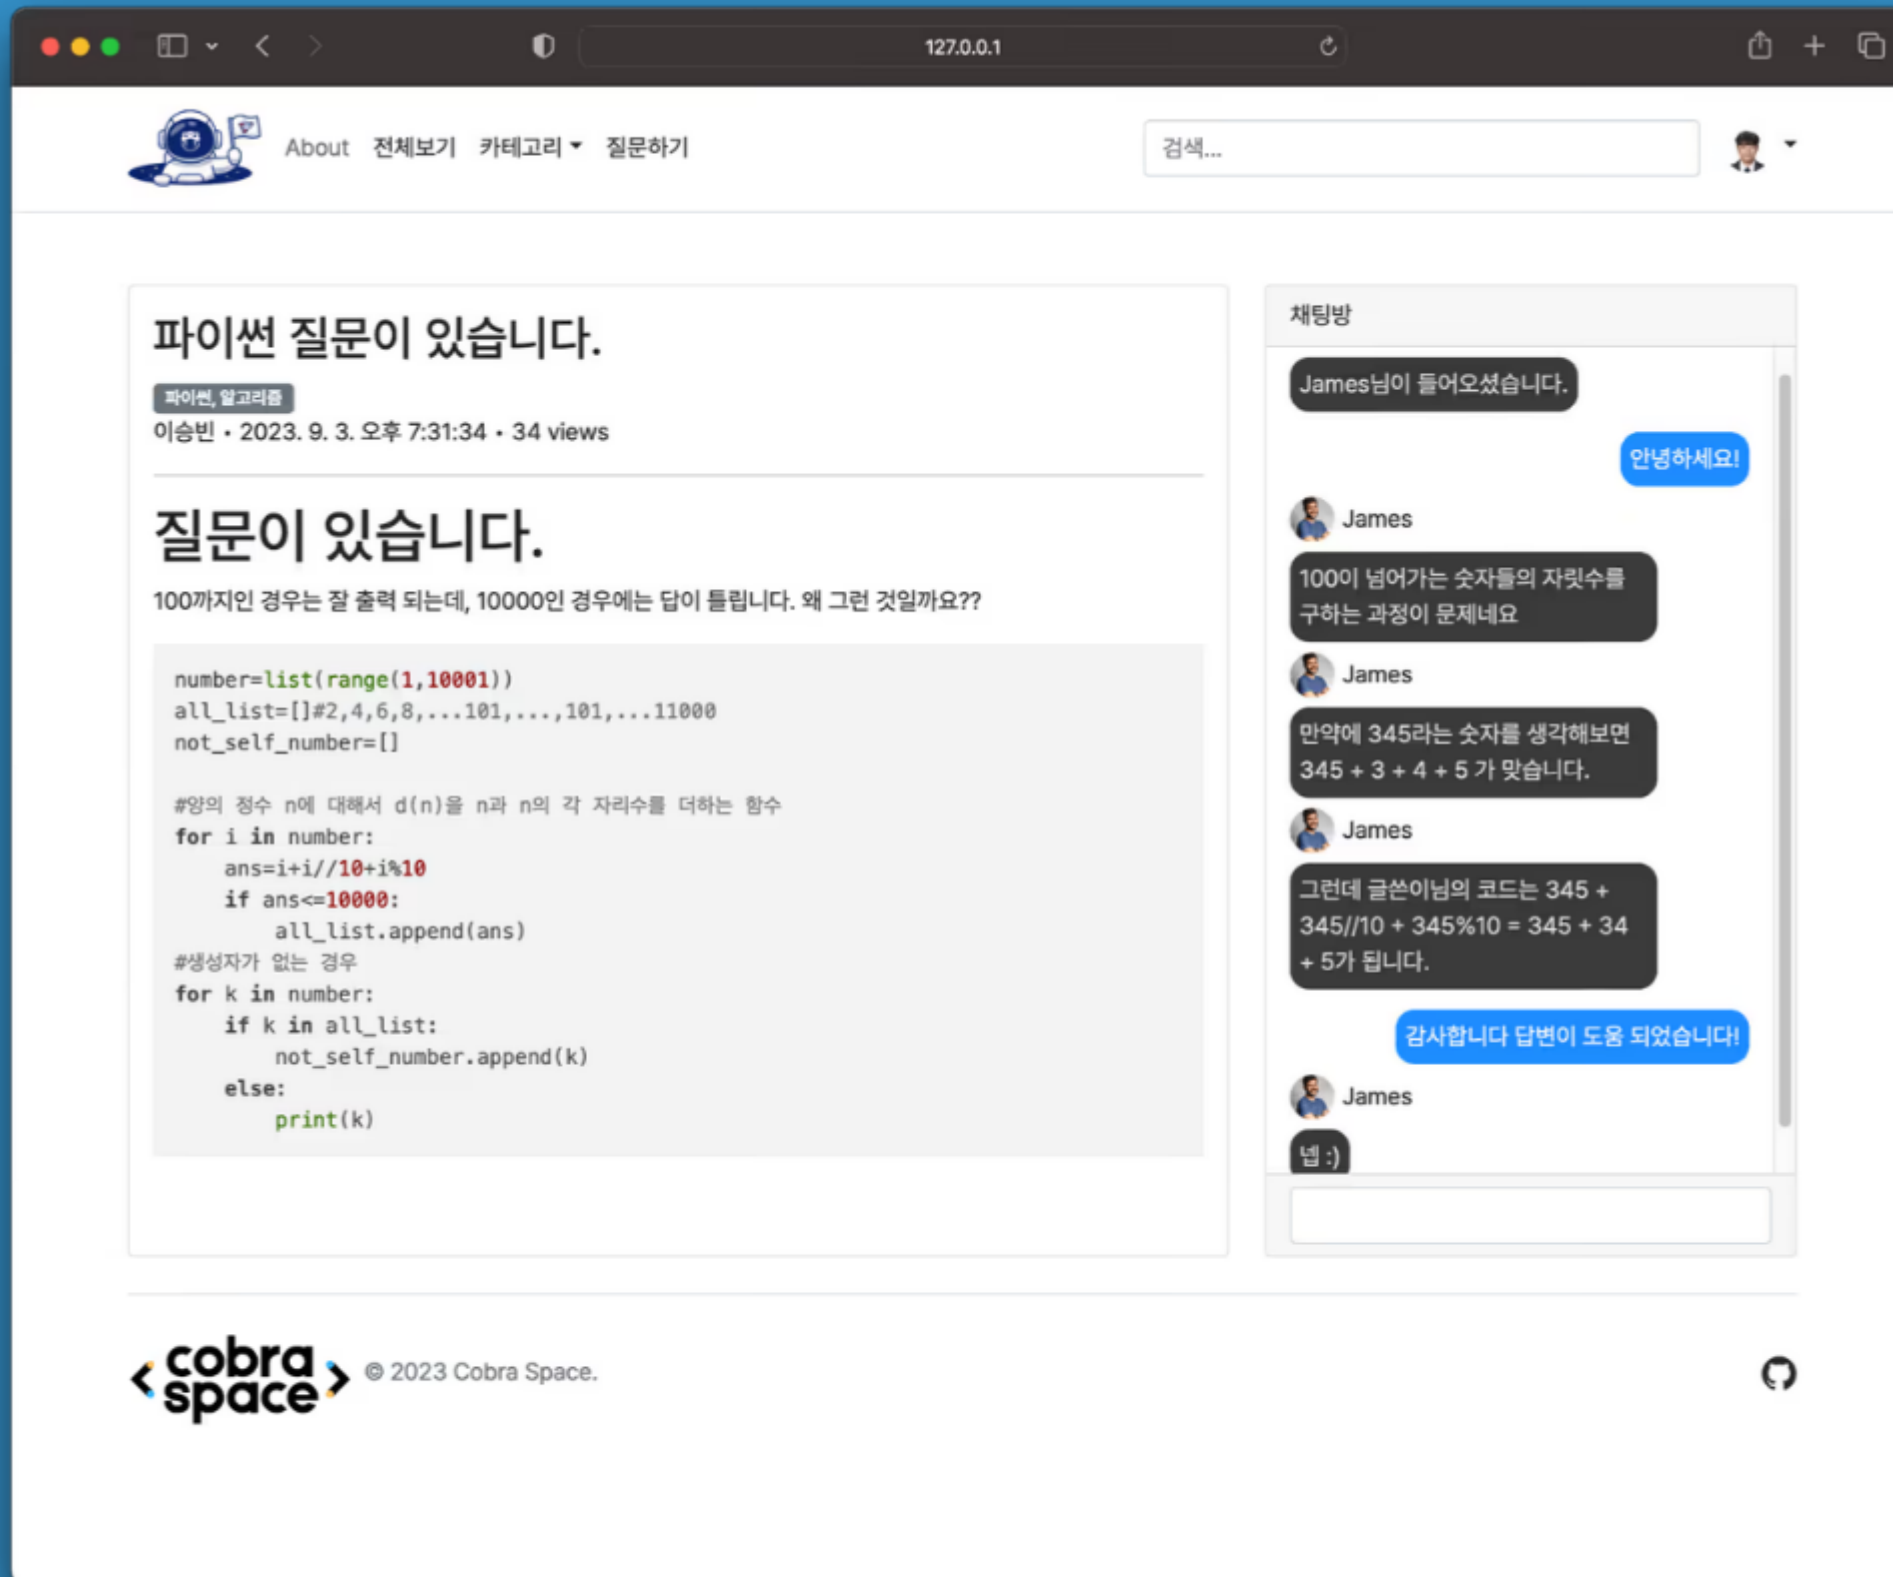 127.0.0.1
About 전체보기 카테고리 질문하기
검색...
파이썬 질문이 있습니다.
파이썬, 알고리즘
이승빈 • 2023. 9. 3. 오후 7:31:34 • 34 views
질문이 있습니다.
100까지인 경우는 잘 출력 되는데, 10000인 경우에는 답이 틀립니다. 왜 그런 것일까요??
number=list(range(1,10001))
all_list=[]#2,4,6,8,...101,...,101,...11000
not_self_number=[]
#양의 정수 n에 대해서 d(n)을 n과 n의 각 자리수를 더하는 함수
for i in number:
    ans=i+i//10+i%10
    if ans<=10000:
        all_list.append(ans)
#생성자가 없는 경우
for k in number:
    if k in all_list:
        not_self_number.append(k)
    else:
        print(k)
채팅방
James님이 들어오셨습니다.
안녕하세요!
James
100이 넘어가는 숫자들의 자릿수를
구하는 과정이 문제네요
James
만약에 345라는 숫자를 생각해보면
345 + 3 + 4 + 5 가 맞습니다.
James
그런데 글쓴이님의 코드는 345 +
345//10 + 345%10 = 345 + 34
+ 5가 됩니다.
감사합니다 답변이 도움 되었습니다!
James
넵 :)
cobra
space
© 2023 Cobra Space.